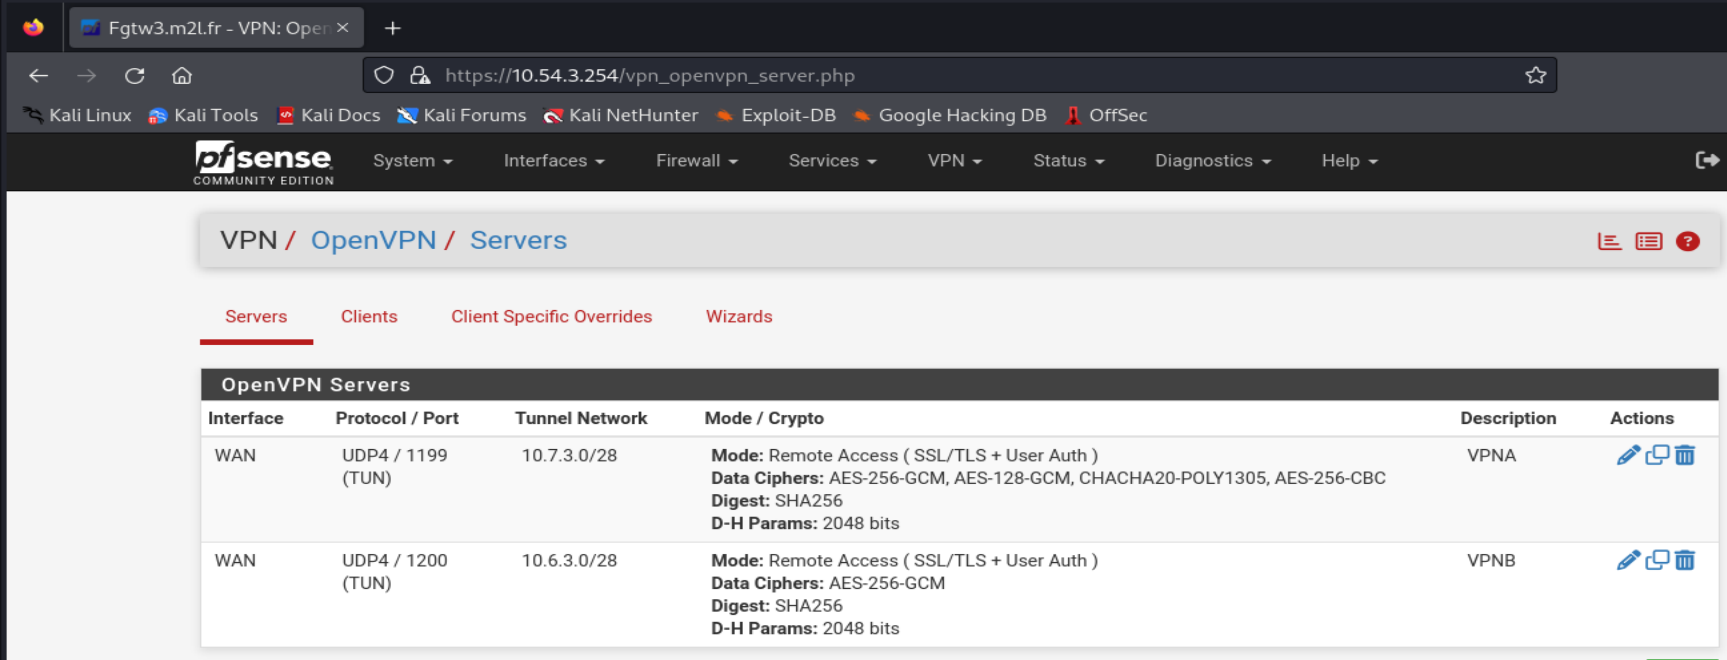 Fgtw3.m2l.fr - VPN: Open
https://10.54.3.254/vpn_openvpn_server.php
Kali Linux Kali Tools Kali Docs Kali Forums Kali NetHunter Exploit-DB Google Hacking DB OffSec
pfsense System Interfaces Firewall Services VPN Status Diagnostics Help
COMMUNITY EDITION
VPN / OpenVPN / Servers
Servers Clients Client Specific Overrides Wizards
OpenVPN Servers
Interface Protocol / Port Tunnel Network Mode / Crypto Description Actions
WAN UDP4 / 1199 10.7.3.0/28 Mode: Remote Access ( SSL/TLS + User Auth ) VPNA
(TUN) Data Ciphers: AES-256-GCM, AES-128-GCM, CHACHA20-POLY1305, AES-256-CBC
Digest: SHA256
D-H Params: 2048 bits
WAN UDP4 / 1200 10.6.3.0/28 Mode: Remote Access ( SSL/TLS + User Auth ) VPNB
(TUN) Data Ciphers: AES-256-GCM
Digest: SHA256
D-H Params: 2048 bits